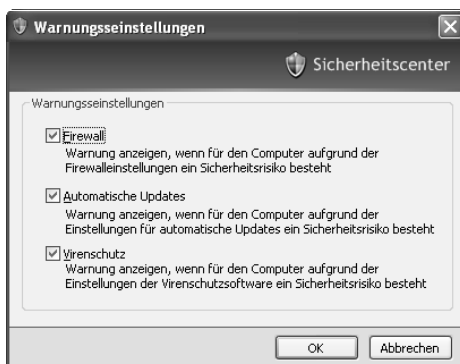 Warnungsseinstellungen
Sicherheitscenter
Warnungsseinstellungen
Firewall
Warnung anzeigen, wenn für den Computer aufgrund der
Firewalleinstellungen ein Sicherheitsrisiko besteht
Automatische Updates
Warnung anzeigen, wenn für den Computer aufgrund der
Einstellungen für automatische Updates ein Sicherheitsrisiko besteht
Virenschutz
Warnung anzeigen, wenn für den Computer aufgrund der
Einstellungen der Virenschutzsoftware ein Sicherheitsrisiko besteht
OK
Abbrechen